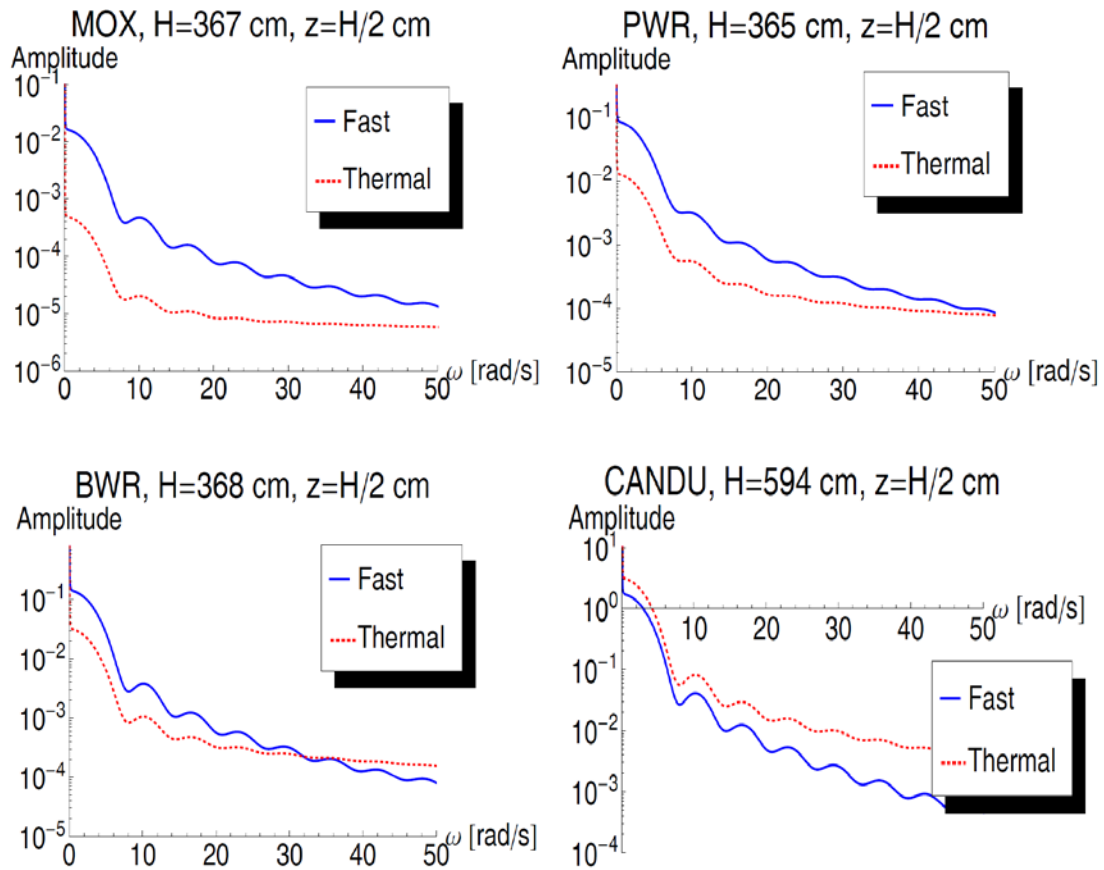 MOX, H=367 cm, z=H/2 cm
Amplitude
10⁻¹
10⁻²
10⁻³
10⁻⁴
10⁻⁵
10⁻⁶
Fast
Thermal
0 10 20 30 40 50
ω [rad/s]
PWR, H=365 cm, z=H/2 cm
Amplitude
10⁻¹
10⁻²
10⁻³
10⁻⁴
10⁻⁵
Fast
Thermal
0 10 20 30 40 50
ω [rad/s]
BWR, H=368 cm, z=H/2 cm
Amplitude
10⁻¹
10⁻²
10⁻³
10⁻⁴
10⁻⁵
Fast
Thermal
0 10 20 30 40 50
ω [rad/s]
CANDU, H=594 cm, z=H/2 cm
Amplitude
10¹
10⁰
10⁻¹
10⁻²
10⁻³
10⁻⁴
ω [rad/s]
10 20 30 40 50
Fast
Thermal